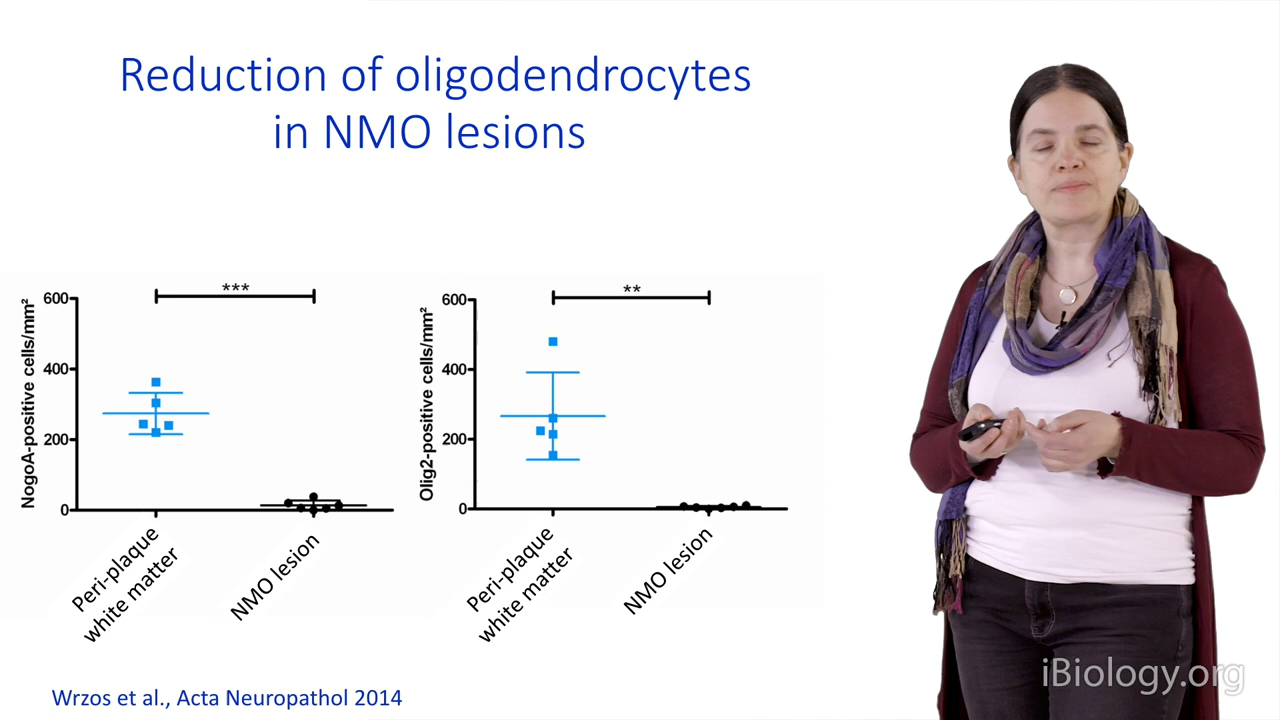 Reduction of oligodendrocytes
in NMO lesions
***
NogoA-positive cells/mm²
600
400
200
0
Peri-plaque
white matter
NMO lesion
**
Olig2-positive cells/mm²
600
400
200
0
Peri-plaque
white matter
NMO lesion
Wrzos et al., Acta Neuropathol 2014
iBiology.org